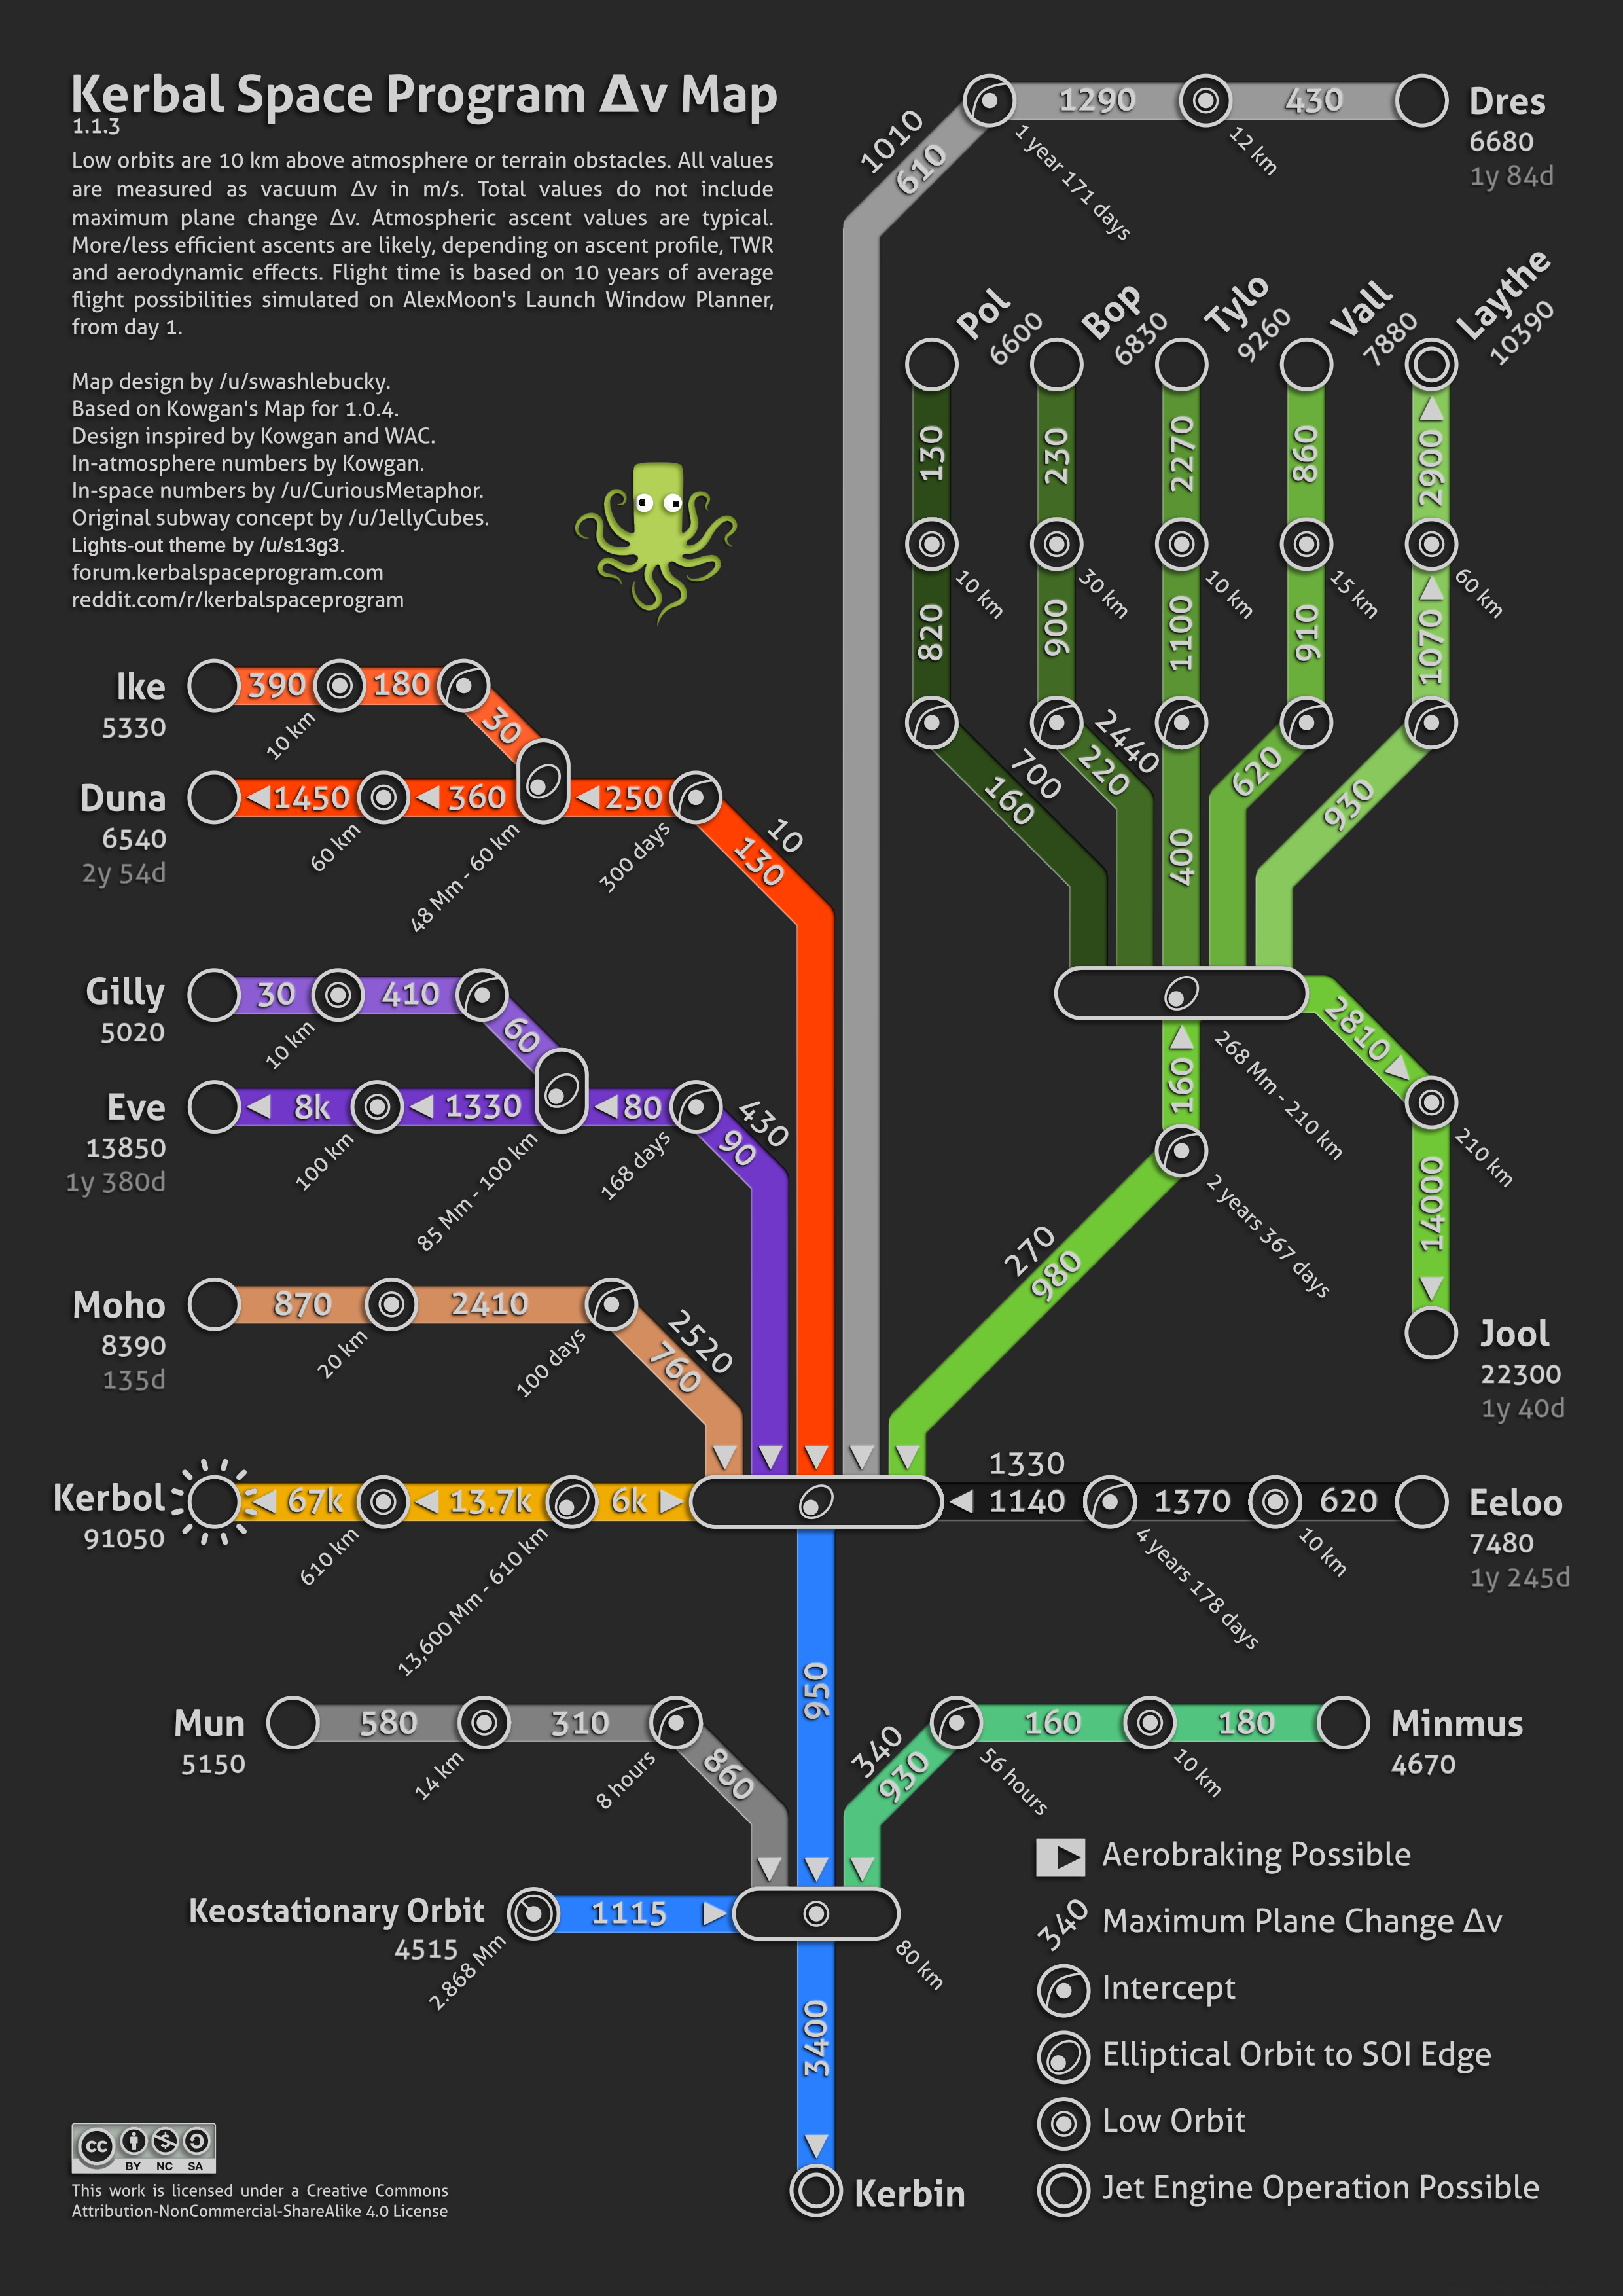 Kerbal Space Program Δv Map
1.1.3
Low orbits are 10 km above atmosphere or terrain obstacles. All values
are measured as vacuum Δv in m/s. Total values do not include
maximum plane change Δv. Atmospheric ascent values are typical.
More/less efficient ascents are likely, depending on ascent profile, TWR
and aerodynamic effects. Flight time is based on 10 years of average
flight possibilities simulated on AlexMoon's Launch Window Planner,
from day 1.
Map design by /u/swashlebucky.
Based on Kowgan's Map for 1.0.4.
Design inspired by Kowgan and WAC.
In-atmosphere numbers by Kowgan.
In-space numbers by /u/CuriousMetaphor.
Original subway concept by /u/JellyCubes.
Lights-out theme by /u/s13g3.
forum.kerbalspaceprogram.com
reddit.com/r/kerbalspaceprogram
1010
610
1290
430
1 year 171 days
12 km
Dres
6680
1y 84d
Pol
6600
Bop
6830
Tylo
9260
Vall
7880
Laythe
10390
130
230
2270
860
2900
10 km
30 km
10 km
15 km
60 km
820
900
1100
910
1070
700
160
2440
220
400
620
930
268 Mm - 210 km
2810
210 km
160
2 years 367 days
14000
270
980
Jool
22300
1y 40d
Ike
5330
390
180
30
10 km
Duna
6540
2y 54d
1450
360
250
10
130
60 km
48 Mm - 60 km
300 days
Gilly
5020
30
410
60
10 km
Eve
13850
1y 380d
8k
1330
80
430
90
100 km
85 Mm - 100 km
168 days
Moho
8390
135d
870
2410
2520
760
20 km
100 days
Kerbol
91050
67k
13.7k
6k
610 km
13,600 Mm - 610 km
1330
1140
1370
620
4 years 178 days
10 km
Eeloo
7480
1y 245d
950
Mun
5150
580
310
860
14 km
8 hours
340
930
160
180
56 hours
10 km
Minmus
4670
Keostationary Orbit
4515
2.868 Mm
1115
80 km
3400
Kerbin
Aerobraking Possible
340
Maximum Plane Change Δv
Intercept
Elliptical Orbit to SOI Edge
Low Orbit
Jet Engine Operation Possible
cc
BY NC SA
This work is licensed under a Creative Commons
Attribution-NonCommercial-ShareAlike 4.0 License